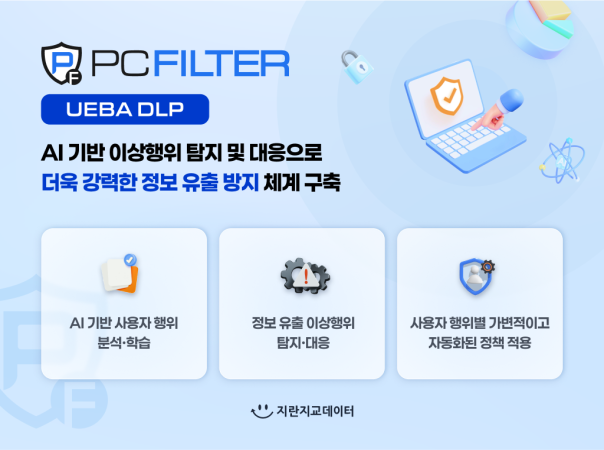 PCFILTER
UEBA DLP
AI 기반 이상행위 탐지 및 대응으로
더욱 강력한 정보 유출 방지 체계 구축
AI 기반 사용자 행위
분석·학습
정보 유출 이상행위
탐지·대응
사용자 행위별 가변적이고
자동화된 정책 적용
지란지교데이터